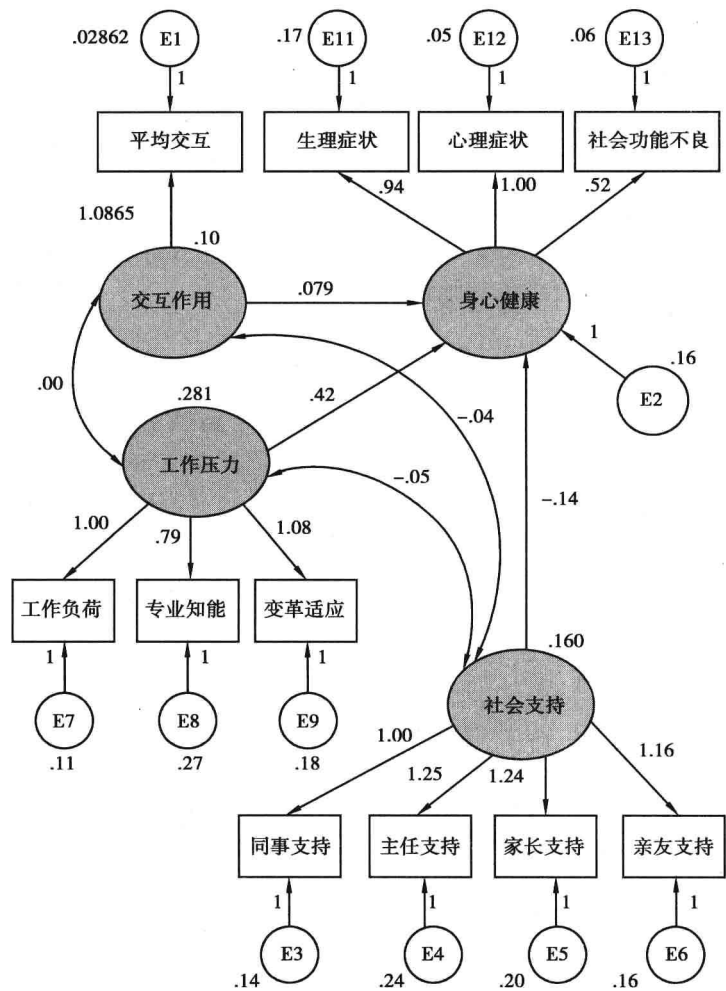 .02862
E1
1
.17
E11
1
.05
E12
1
.06
E13
1
平均交互
生理症状
心理症状
社会功能不良
1.0865
.94
1.00
.52
.10
交互作用
.079
身心健康
1
.16
E2
.00
.281
.42
-.04
工作压力
-.05
-.14
1.00
.79
1.08
工作负荷
专业知能
变革适应
1
1
1
E7
E8
E9
.11
.27
.18
.160
社会支持
1.00
1.25
1.24
1.16
同事支持
主任支持
家长支持
亲友支持
1
1
1
1
E3
E4
E5
E6
.14
.24
.20
.16